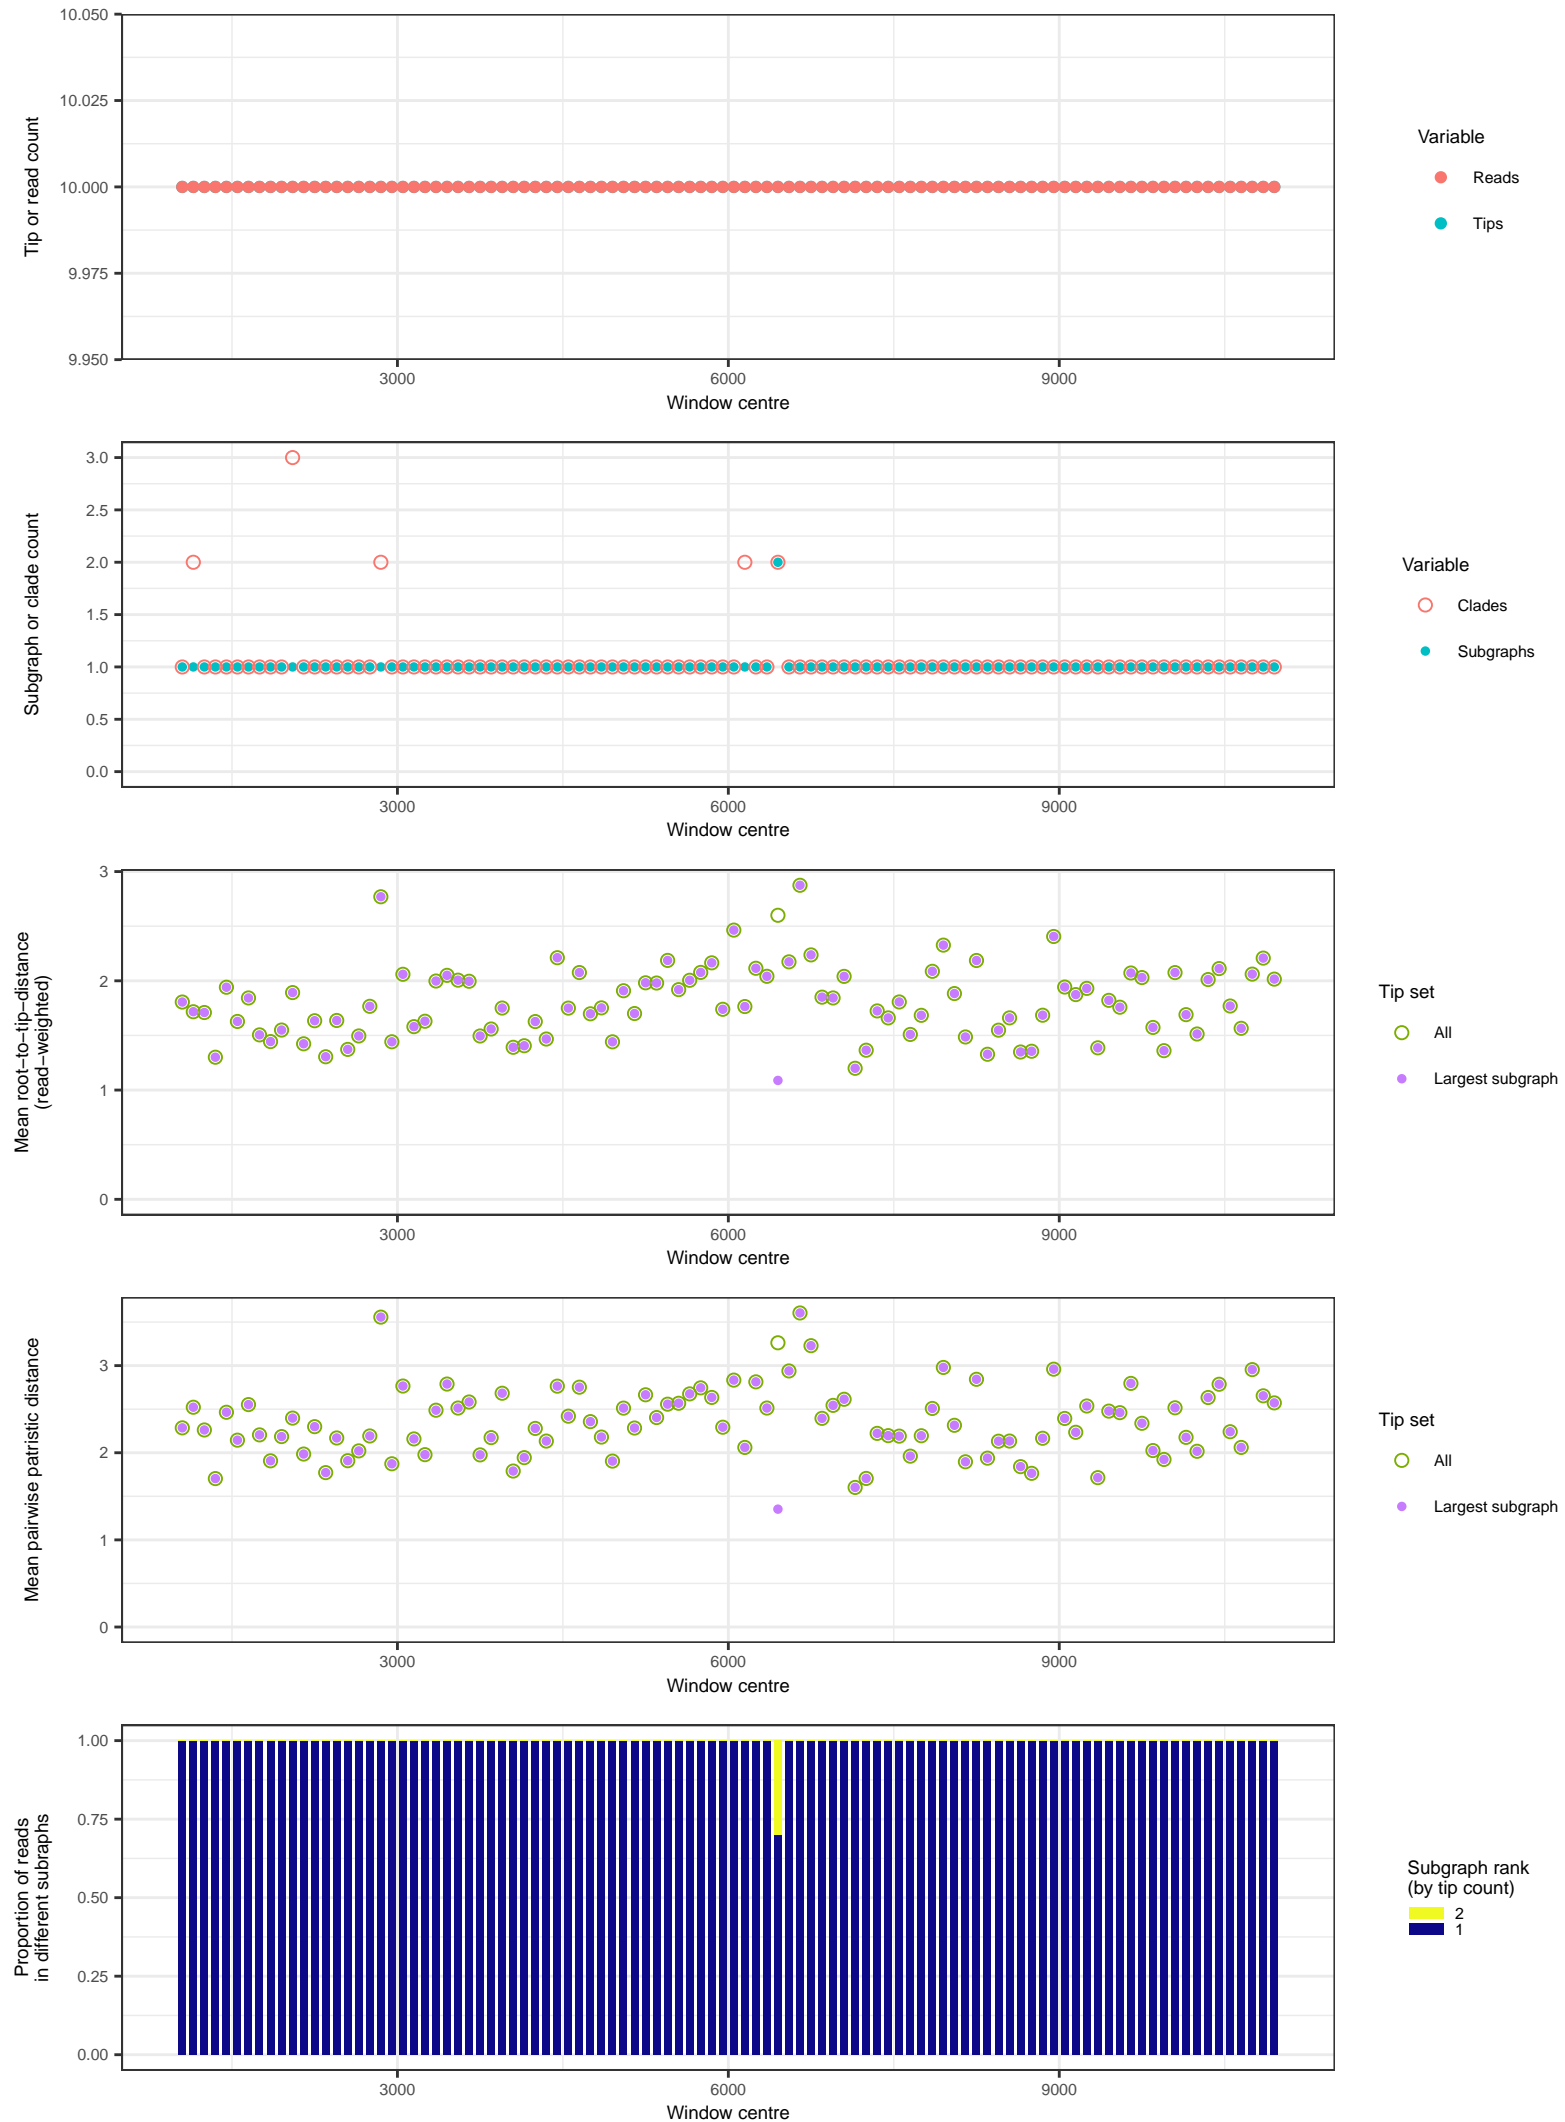 10.050
10.025
10.000
9.975
9.950
Tip or read count
3000
6000
9000
Window centre
Variable
Reads
Tips
3.0
2.5
2.0
1.5
1.0
0.5
0.0
Subgraph or clade count
3000
6000
9000
Window centre
Variable
Clades
Subgraphs
3
2
1
0
Mean root−to−tip−distance
(read−weighted)
3000
6000
9000
Window centre
Tip set
All
Largest subgraph
3
2
1
0
Mean pairwise patristic distance
3000
6000
9000
Window centre
Tip set
All
Largest subgraph
1.00
0.75
0.50
0.25
0.00
Proportion of reads
in different subraphs
3000
6000
9000
Window centre
Subgraph rank
(by tip count)
2
1